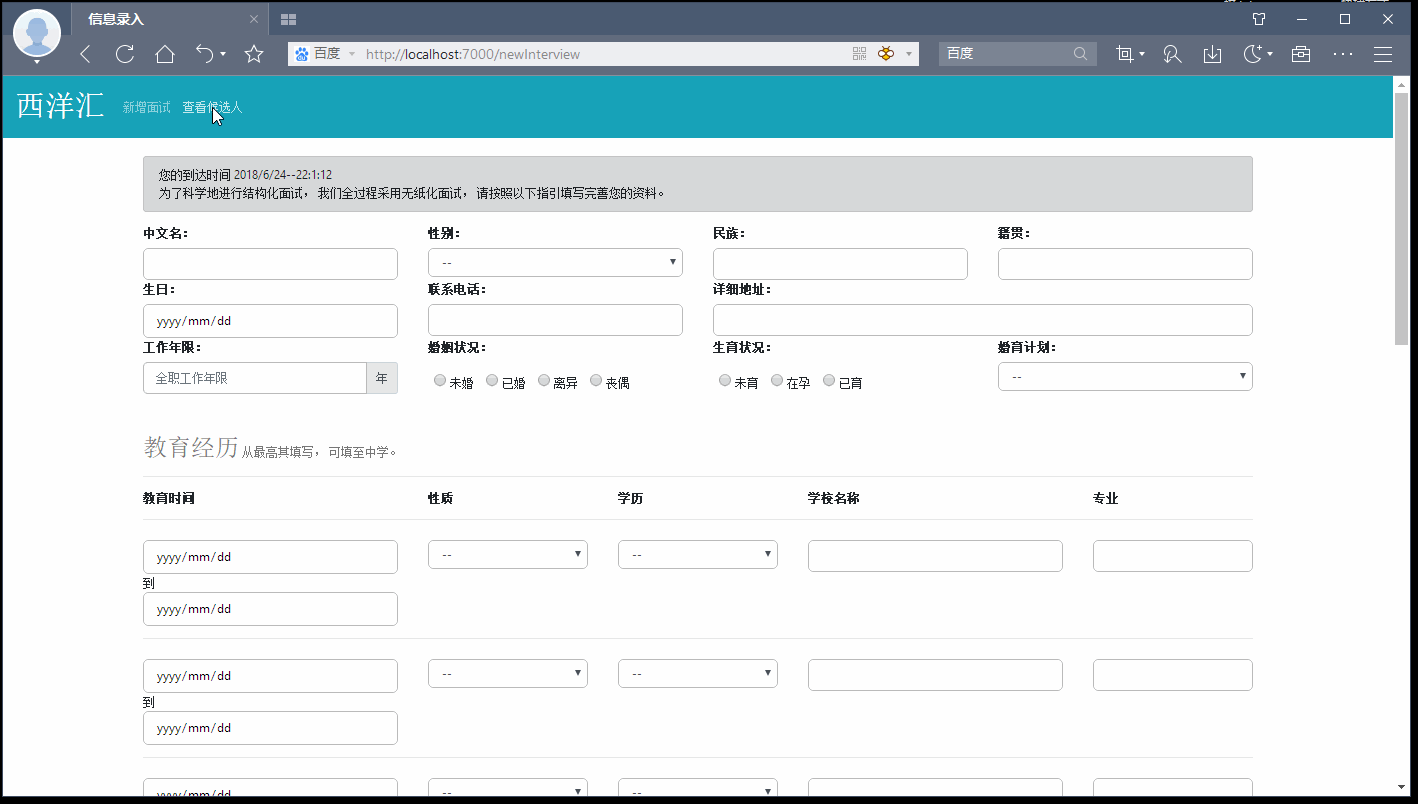 信息录入
百度 http://localhost:7000/newInterview 百度
西洋汇 新增面试 查看候选人
您的到达时间 2018/6/24--22:1:12
为了科学地进行结构化面试，我们全过程采用无纸化面试，请按照以下指引填写完善您的资料。
中文名： 性别： 民族： 籍贯：
--
生日： 联系电话： 详细地址：
yyyy/mm/dd
工作年限： 婚姻状况： 生育状况： 婚育计划：
全职工作年限 年 未婚 已婚 离异 丧偶 未育 在孕 已育 --
教育经历 从最高其填写，可填至中学。
教育时间 性质 学历 学校名称 专业
yyyy/mm/dd -- --
到
yyyy/mm/dd
yyyy/mm/dd -- --
到
yyyy/mm/dd
yyyy/mm/dd -- --